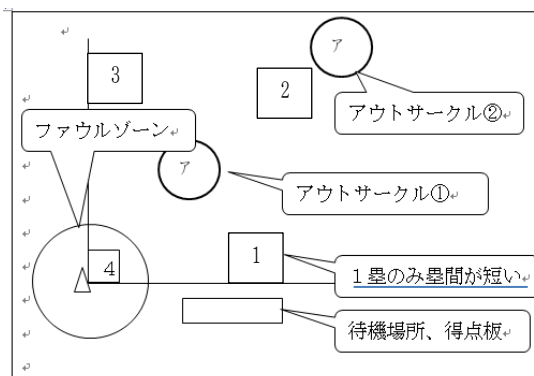 ア
3
2
アウトサークル②
ファウルゾーン
ア
アウトサークル①
1
4
１塁のみ塁間が短い
待機場所、得点板